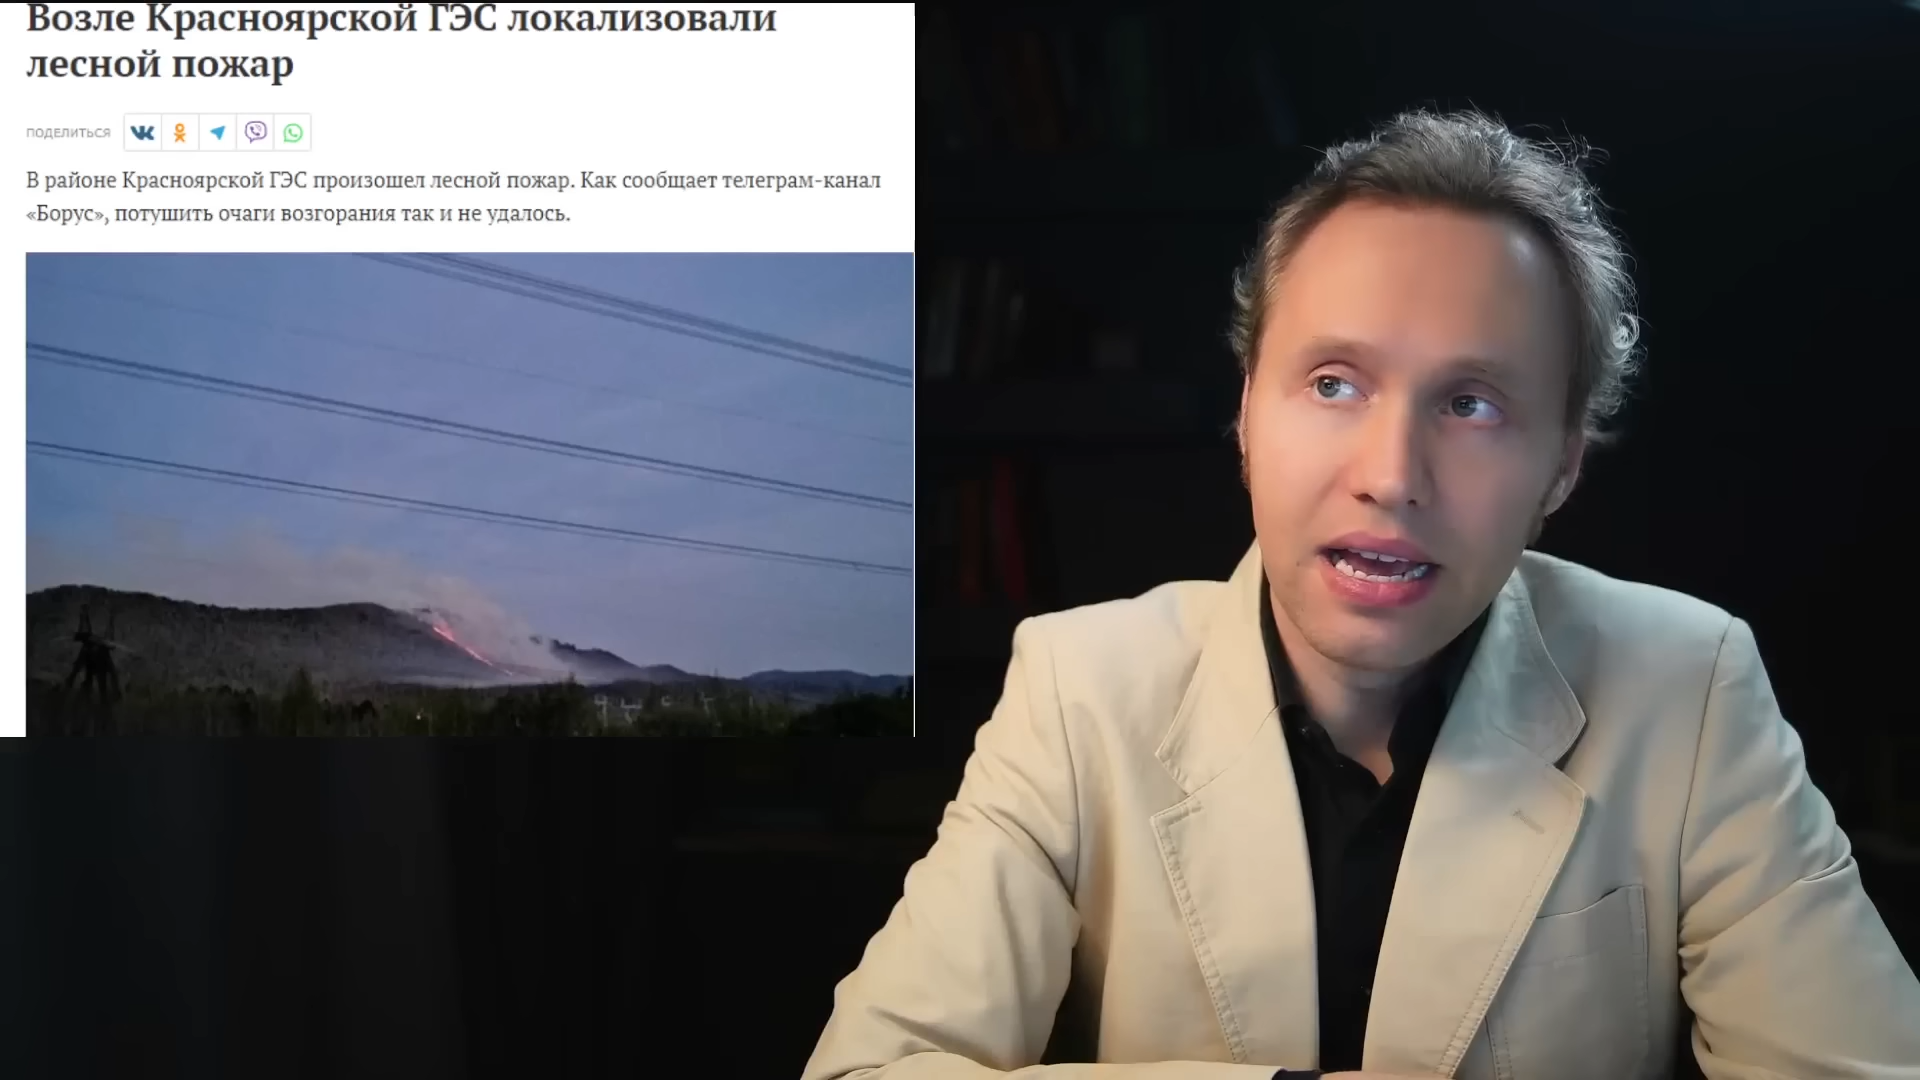 Возле Красноярской ГЭС локализовали
лесной пожар
ПОДЕЛИТЬСЯ
В районе Красноярской ГЭС произошел лесной пожар. Как сообщает телеграм-канал
«Борус», потушить очаги возгорания так и не удалось.